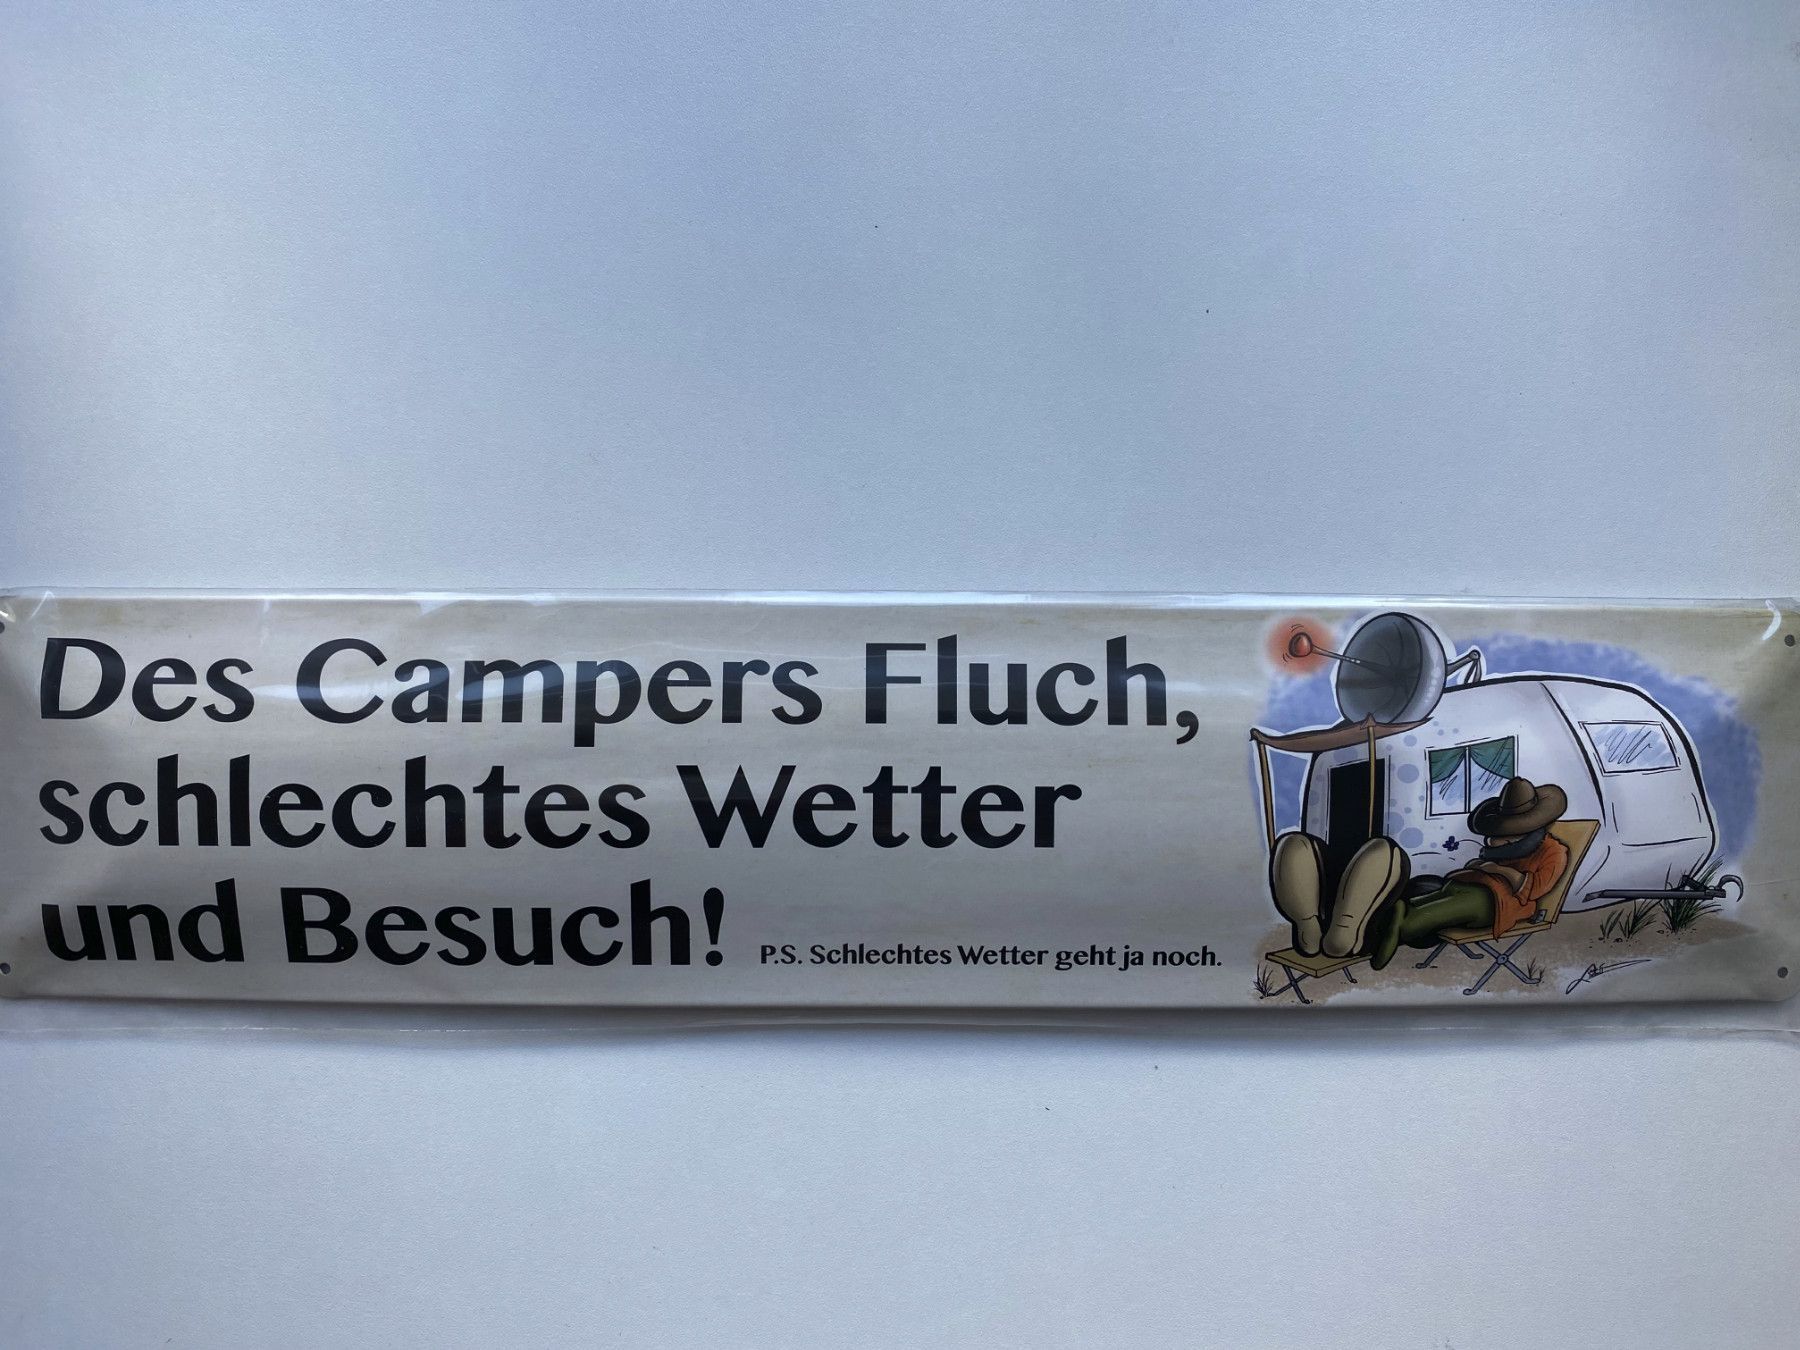 Des Campers Fluch,
schlechtes Wetter
und Besuch! P.S. Schlechtes Wetter geht ja noch.